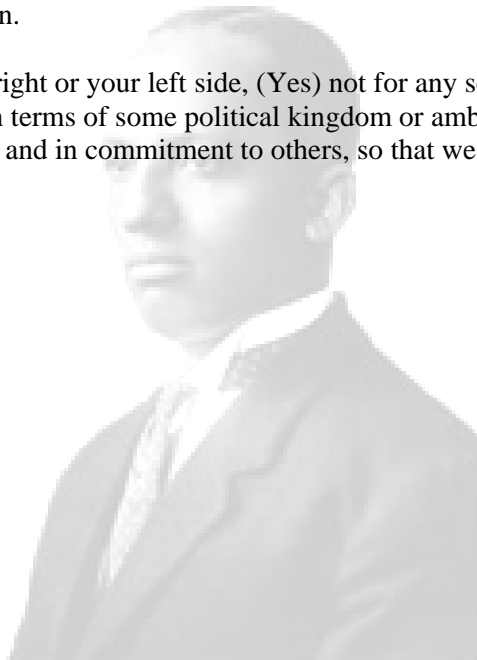 n.
right or your left side, (Yes) not for any s
n terms of some political kingdom or amb
and in commitment to others, so that we